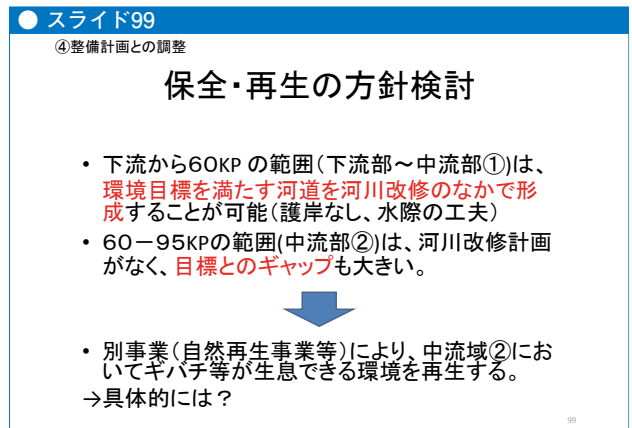 ● スライド99
④整備計画との調整
保全・再生の方針検討
• 下流から60KP の範囲(下流部～中流部①)は、
環境目標を満たす河道を河川改修のなかで形
成することが可能(護岸なし、水際の工夫)
• 60－95KPの範囲(中流部②)は、河川改修計画
がなく、目標とのギャップも大きい。
• 別事業(自然再生事業等)により、中流域②にお
いてギバチ等が生息できる環境を再生する。
→具体的には？
99